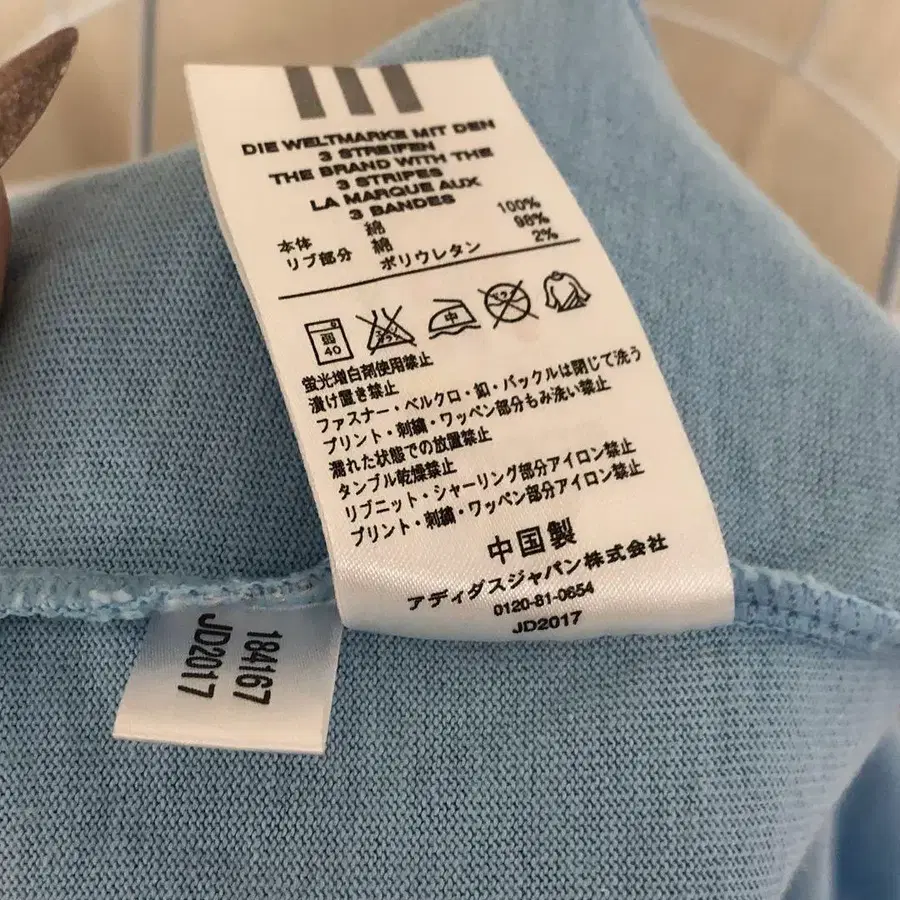 DIE WELTMARKE MIT DEN
3 STREIFEN
THE BRAND WITH THE
3 STRIPES
LA MARQUE AUX
3 BANDES
本体 綿 100%
リブ部分 綿 98%
ポリウレタン 2%
弱
40
中
蛍光増白剤使用禁止
漬け置き禁止
ファスナー・ベルクロ・釦・バックルは閉じて洗う
プリント・刺繍・ワッペン部分もみ洗い禁止
濡れた状態での放置禁止
タンブル乾燥禁止
リブニット・シャーリング部分アイロン禁止
プリント・刺繍・ワッペン部分アイロン禁止
中国製
アディダスジャパン株式会社
0120-81-0654
JD2017
184167
JD2017